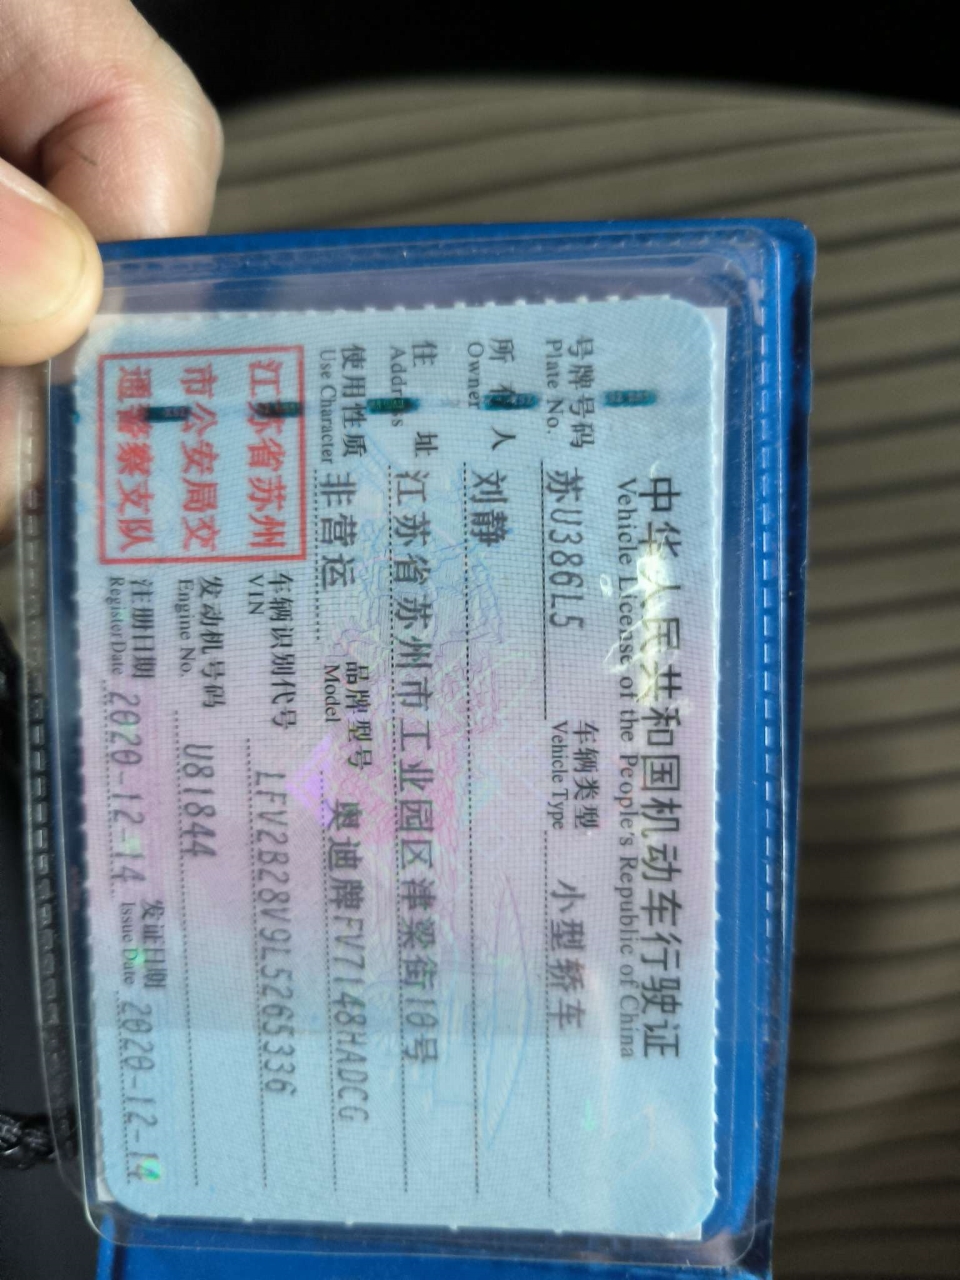 中华人民共和国机动车行驶证
Vehicle License of the People's Republic of China
号牌号码 苏U386L5 车辆类型 小型轿车
Plate No. Vehicle Type
所有人 刘静
Owner
住址 江苏省苏州市工业园区津梁街10号
Address
使用性质 非营运 品牌型号 奥迪牌FV7148HADCG
Use Character Model
江苏省苏州
市公安局交
通警察支队
车辆识别代号 LFV2B28V9L5265336
VIN
发动机号码 U81844
Engine No.
注册日期 2020-12-14 发证日期 2020-12-14
Register Date Issue Date